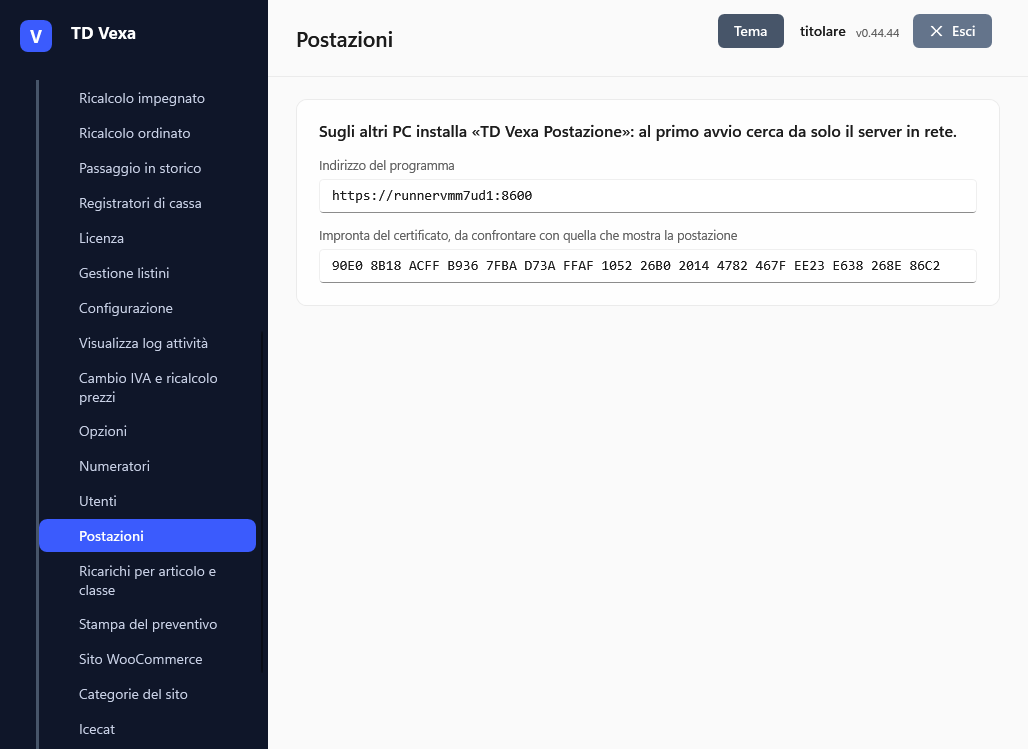 V
TD Vexa
Ricalcolo impegnato
Ricalcolo ordinato
Passaggio in storico
Registratori di cassa
Licenza
Gestione listini
Configurazione
Visualizza log attività
Cambio IVA e ricalcolo
prezzi
Opzioni
Numeratori
Utenti
Postazioni
Ricarichi per articolo e
classe
Stampa del preventivo
Sito WooCommerce
Categorie del sito
Icecat
Postazioni
Tema titolare v0.44.44 Esci
Sugli altri PC installa «TD Vexa Postazione»: al primo avvio cerca da solo il server in rete.
Indirizzo del programma
https://runnervmm7ud1:8600
Impronta del certificato, da confrontare con quella che mostra la postazione
90E0 8B18 ACFF B936 7FBA D73A FFAF 1052 26B0 2014 4782 467F EE23 E638 268E 86C2